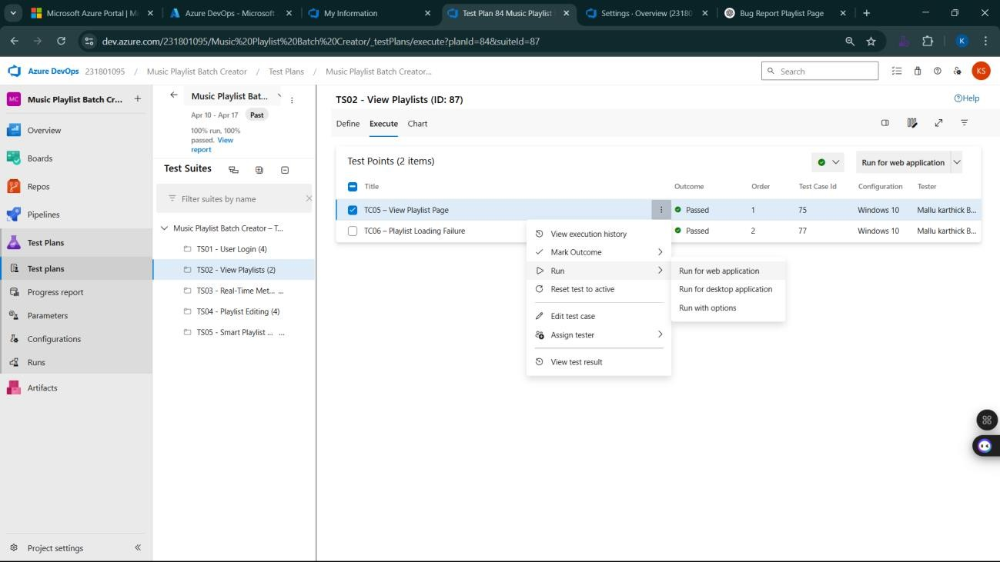 Microsoft Azure Portal | Mi
Azure DevOps - Microsoft
My Information
Test Plan 84 Music Playlist
Settings · Overview (23180
Bug Report Playlist Page
dev.azure.com/231801095/Music%20Playlist%20Batch%20Creator/_testPlans/execute?planId=84&suiteId=87
K
Azure DevOps 231801095 / Music Playlist Batch Creator / Test Plans / Music Playlist Batch Creator...
Search
KS
MC Music Playlist Batch Cr...
Overview
Boards
Repos
Pipelines
Test Plans
Test plans
Progress report
Parameters
Configurations
Runs
Artifacts
Project settings
Music Playlist Bat...
Apr 10 - Apr 17 Past
100% run, 100%
passed. View
report
Test Suites
Filter suites by name
Music Playlist Batch Creator – T...
TS01 - User Login (4)
TS02 - View Playlists (2)
TS03 - Real-Time Met... ...
TS04 - Playlist Editing (4)
TS05 - Smart Playlist ... ...
TS02 - View Playlists (ID: 87)
Help
Define Execute Chart
Test Points (2 items)
Run for web application
Title Outcome Order Test Case Id Configuration Tester
TC05 – View Playlist Page Passed 1 75 Windows 10 Mallu karthick B...
TC06 – Playlist Loading Failure Passed 2 77 Windows 10 Mallu karthick B...
View execution history
Mark Outcome
Run
Reset test to active
Edit test case
Assign tester
View test result
Run for web application
Run for desktop application
Run with options